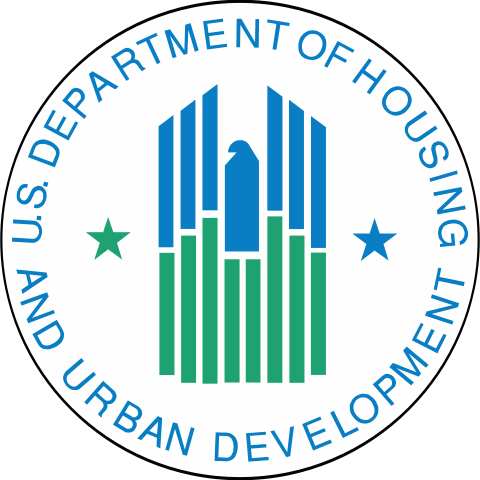 U.S. DEPARTMENT OF HOUSING
AND URBAN DEVELOPMENT